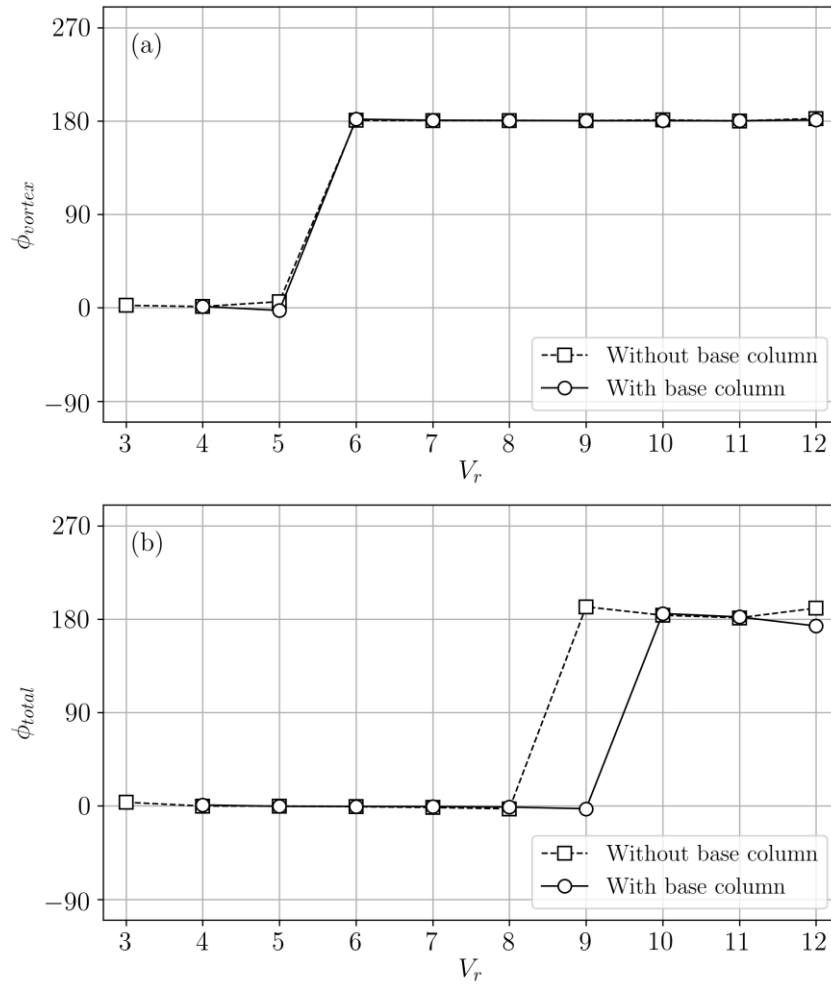 270
(a)
180
ϕvortex
90
0
Without base column
With base column
−90
3 4 5 6 7 8 9 10 11 12
Vr
270
(b)
180
ϕtotal
90
0
Without base column
With base column
−90
3 4 5 6 7 8 9 10 11 12
Vr